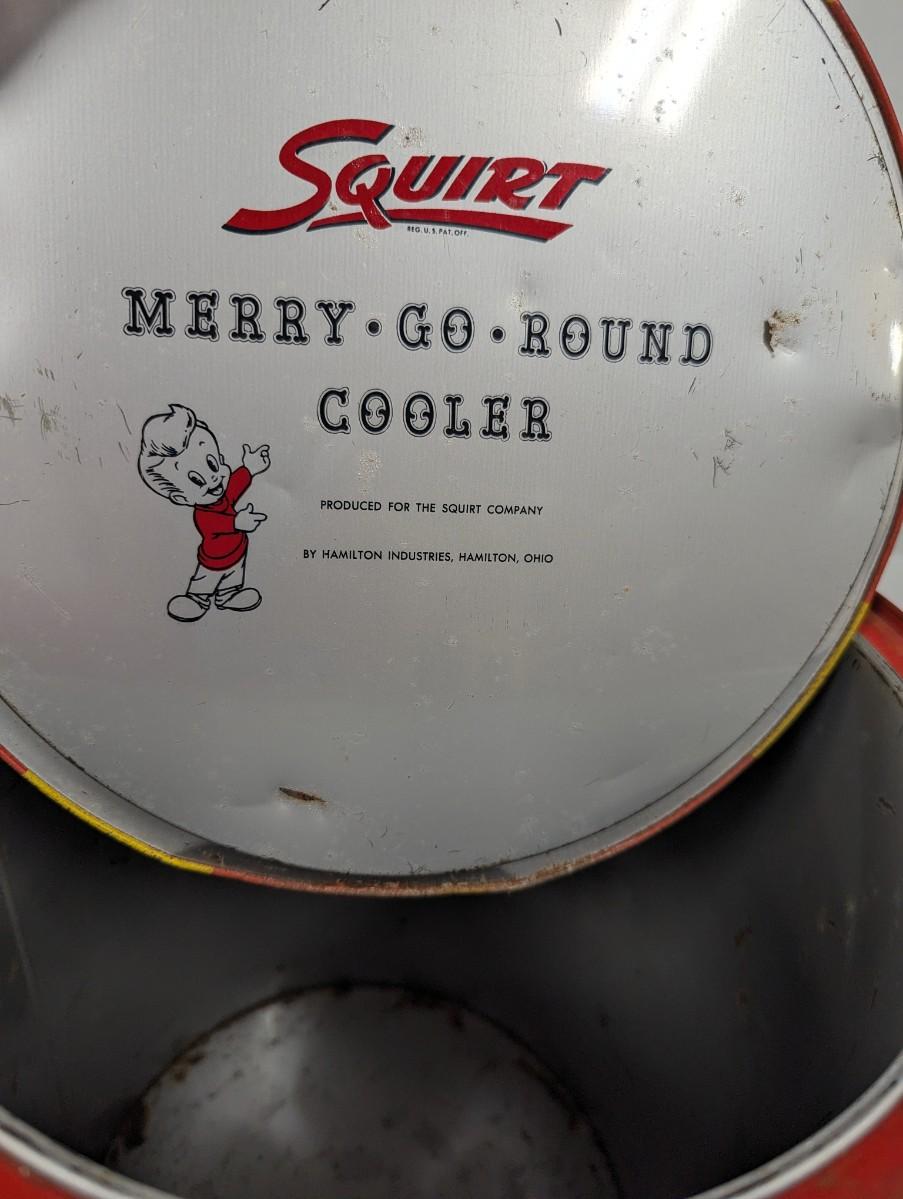 SQUIRT
REG. U.S. PAT. OFF.
MERRY·GO·ROUND
COOLER
PRODUCED FOR THE SQUIRT COMPANY
BY HAMILTON INDUSTRIES, HAMILTON, OHIO